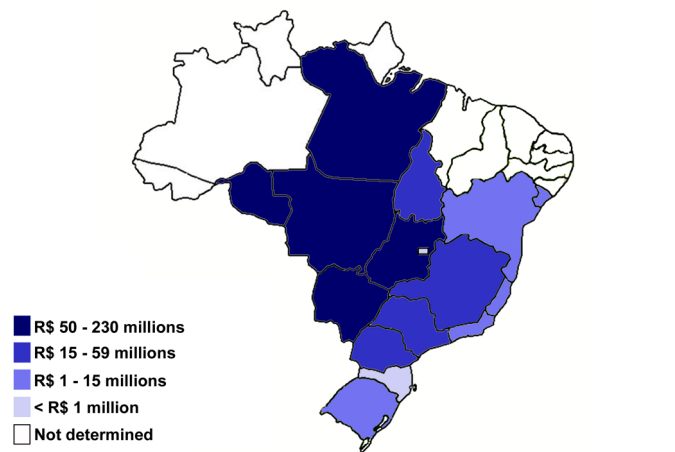 R$ 50 - 230 millions
R$ 15 - 59 millions
R$ 1 - 15 millions
< R$ 1 million
Not determined